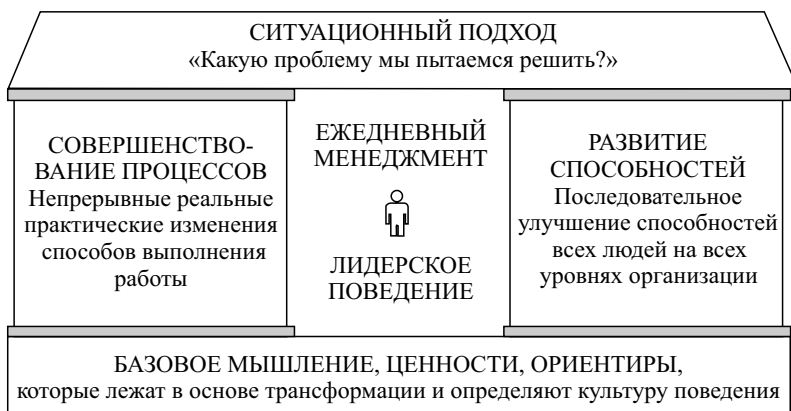 СИТУАЦИОННЫЙ ПОДХОД
«Какую проблему мы пытаемся решить?»
СОВЕРШЕНСТВО-
ВАНИЕ ПРОЦЕССОВ
Непрерывные реальные
практические изменения
способов выполнения
работы
ЕЖЕДНЕВНЫЙ
МЕНЕДЖМЕНТ
ЛИДЕРСКОЕ
ПОВЕДЕНИЕ
РАЗВИТИЕ
СПОСОБНОСТЕЙ
Последовательное
улучшение способностей
всех людей на всех
уровнях организации
БАЗОВОЕ МЫШЛЕНИЕ, ЦЕННОСТИ, ОРИЕНТИРЫ,
которые лежат в основе трансформации и определяют культуру поведения